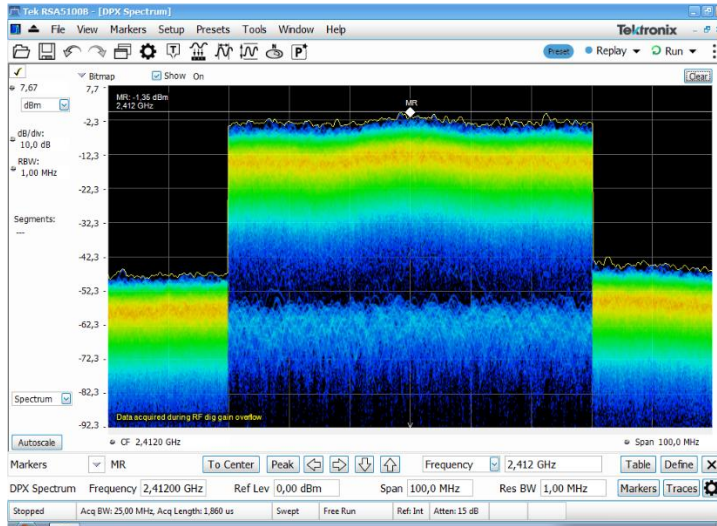 Tek RSA5100B - [DPX Spectrum]
File View Markers Setup Presets Tools Window Help
Tektronix
Preset Replay Run
Bitmap Show On Clear
7,67
dBm
dB/div:
10,0 dB
RBW:
1,00 MHz
Segments:
---
Spectrum
Autoscale
7,7
-2,3
-12,3
-22,3
-32,3
-42,3
-52,3
-62,3
-72,3
-82,3
-92,3
MR: -1,35 dBm
2,412 GHz
MR
Data acquired during RF dig gain overflow
CF 2,4120 GHz Span 100,0 MHz
Markers MR To Center Peak Frequency 2,412 GHz Table Define X
DPX Spectrum Frequency 2,41200 GHz Ref Lev 0,00 dBm Span 100,0 MHz Res BW 1,00 MHz Markers Traces
Stopped Acq BW: 25,00 MHz, Acq Length: 1,860 us Swept Free Run Ref: Int Atten: 15 dB